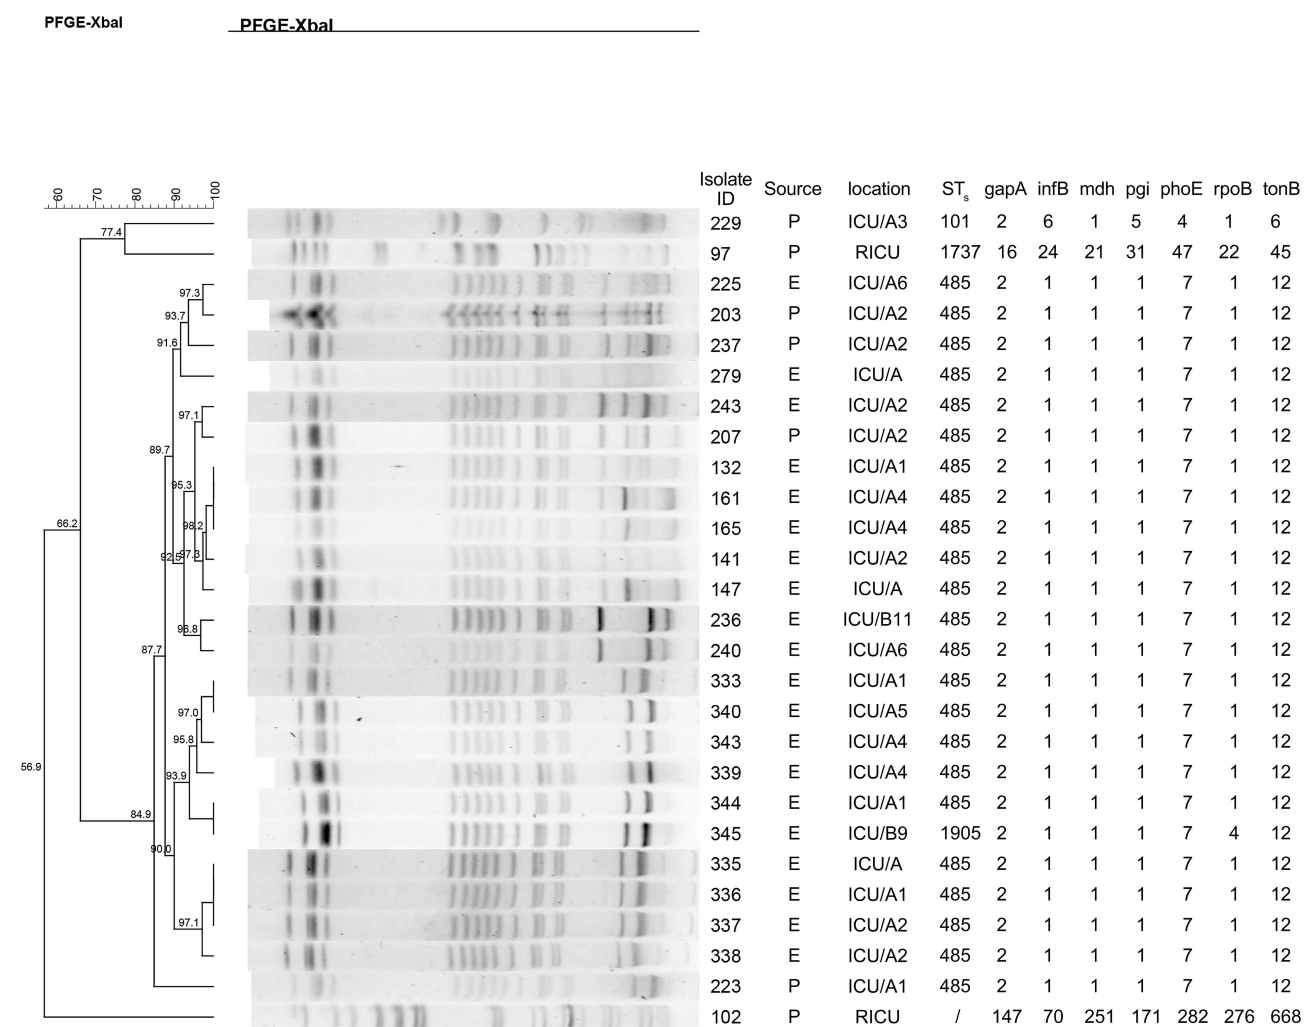 PFGE-XbaI
PFGE-XbaI
60 70 80 90 100
Isolate ID Source location STs gapA infB mdh pgi phoE rpoB tonB
229 P ICU/A3 101 2 6 1 5 4 1 6
77.4
97 P RICU 1737 16 24 21 31 47 22 45
225 E ICU/A6 485 2 1 1 1 7 1 12
97.3
203 P ICU/A2 485 2 1 1 1 7 1 12
93.7
237 P ICU/A2 485 2 1 1 1 7 1 12
91.6
279 E ICU/A 485 2 1 1 1 7 1 12
243 E ICU/A2 485 2 1 1 1 7 1 12
97.1
207 P ICU/A2 485 2 1 1 1 7 1 12
89.7
132 E ICU/A1 485 2 1 1 1 7 1 12
95.3
161 E ICU/A4 485 2 1 1 1 7 1 12
66.2 98.2
165 E ICU/A4 485 2 1 1 1 7 1 12
92.5 97.3
141 E ICU/A2 485 2 1 1 1 7 1 12
147 E ICU/A 485 2 1 1 1 7 1 12
236 E ICU/B11 485 2 1 1 1 7 1 12
96.8
240 E ICU/A6 485 2 1 1 1 7 1 12
87.7
333 E ICU/A1 485 2 1 1 1 7 1 12
340 E ICU/A5 485 2 1 1 1 7 1 12
97.0
343 E ICU/A4 485 2 1 1 1 7 1 12
95.8
56.9
339 E ICU/A4 485 2 1 1 1 7 1 12
93.9
344 E ICU/A1 485 2 1 1 1 7 1 12
84.9
345 E ICU/B9 1905 2 1 1 1 7 4 12
90.0
335 E ICU/A 485 2 1 1 1 7 1 12
336 E ICU/A1 485 2 1 1 1 7 1 12
97.1
337 E ICU/A2 485 2 1 1 1 7 1 12
338 E ICU/A2 485 2 1 1 1 7 1 12
223 P ICU/A1 485 2 1 1 1 7 1 12
102 P RICU / 147 70 251 171 282 276 668